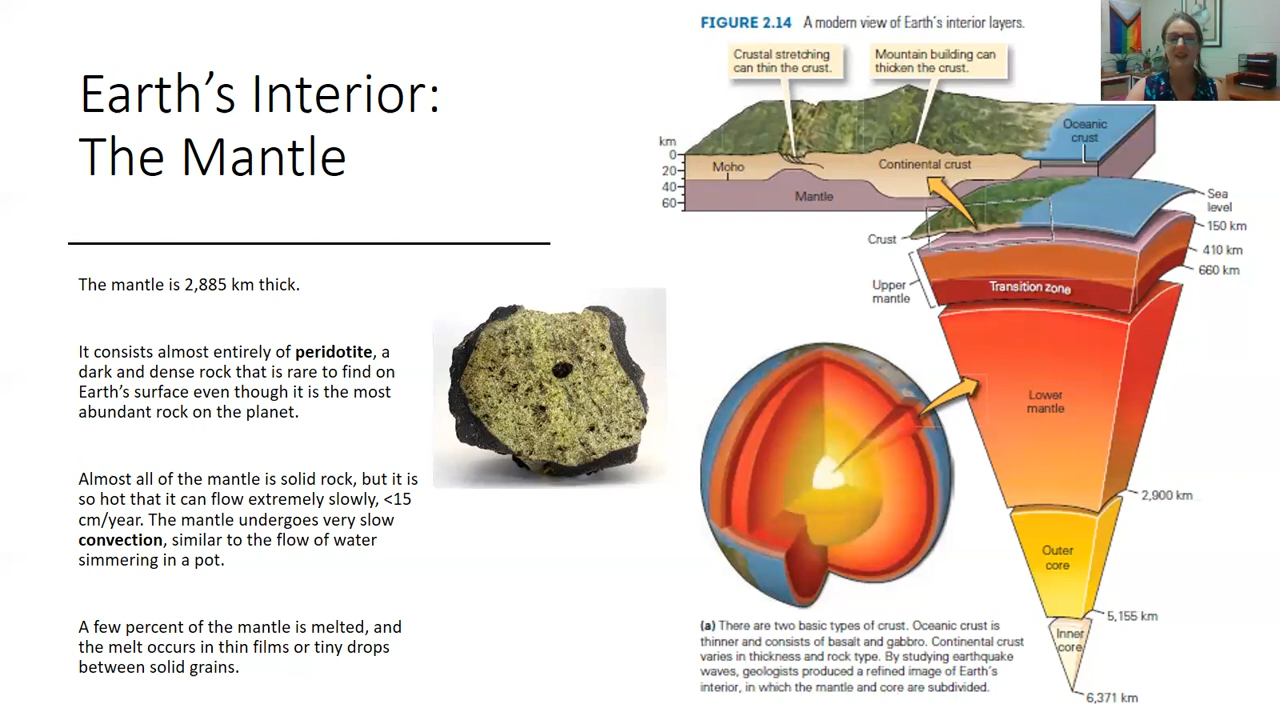 Earth's Interior:
The Mantle
The mantle is 2,885 km thick.
It consists almost entirely of peridotite, a
dark and dense rock that is rare to find on
Earth's surface even though it is the most
abundant rock on the planet.
Almost all of the mantle is solid rock, but it is
so hot that it can flow extremely slowly, <15
cm/year. The mantle undergoes very slow
convection, similar to the flow of water
simmering in a pot.
A few percent of the mantle is melted, and
the melt occurs in thin films or tiny drops
between solid grains.
FIGURE 2.14 A modern view of Earth's interior layers.
Crustal stretching
can thin the crust.
Mountain building can
thicken the crust.
km
0
20
40
60
Moho
Mantle
Continental crust
Oceanic
crust
Crust
Sea
level
150 km
410 km
660 km
Upper
mantle
Transition zone
Lower
mantle
2,900 km
Outer
core
5,155 km
Inner
core
6,371 km
(a) There are two basic types of crust. Oceanic crust is
thinner and consists of basalt and gabbro. Continental crust
varies in thickness and rock type. By studying earthquake
waves, geologists produced a refined image of Earth's
interior, in which the mantle and core are subdivided.